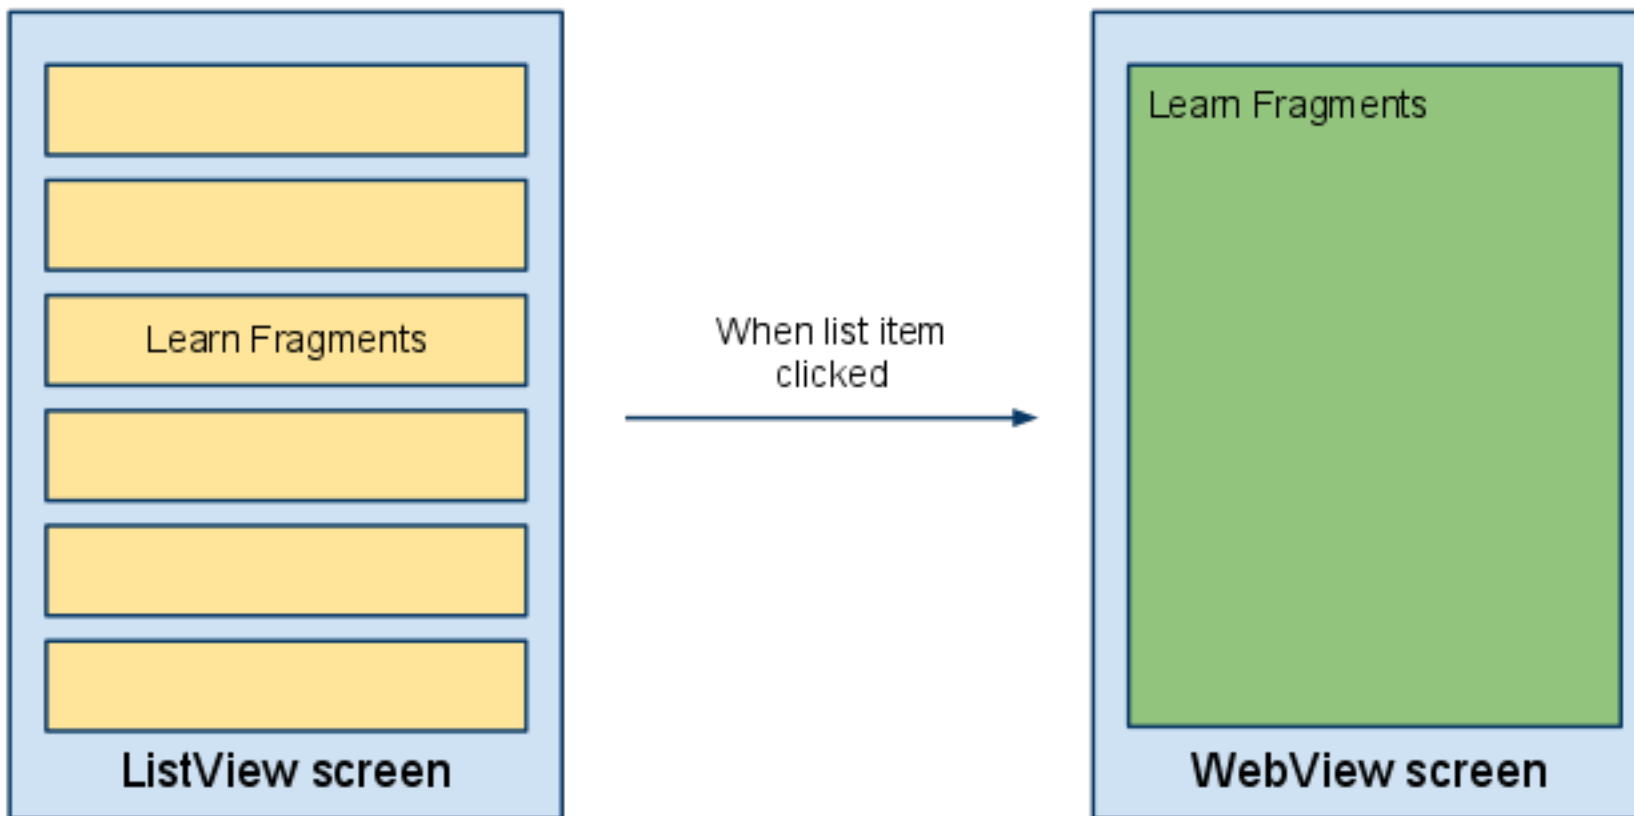 Learn Fragments
ListView screen
When list item
clicked
Learn Fragments
WebView screen